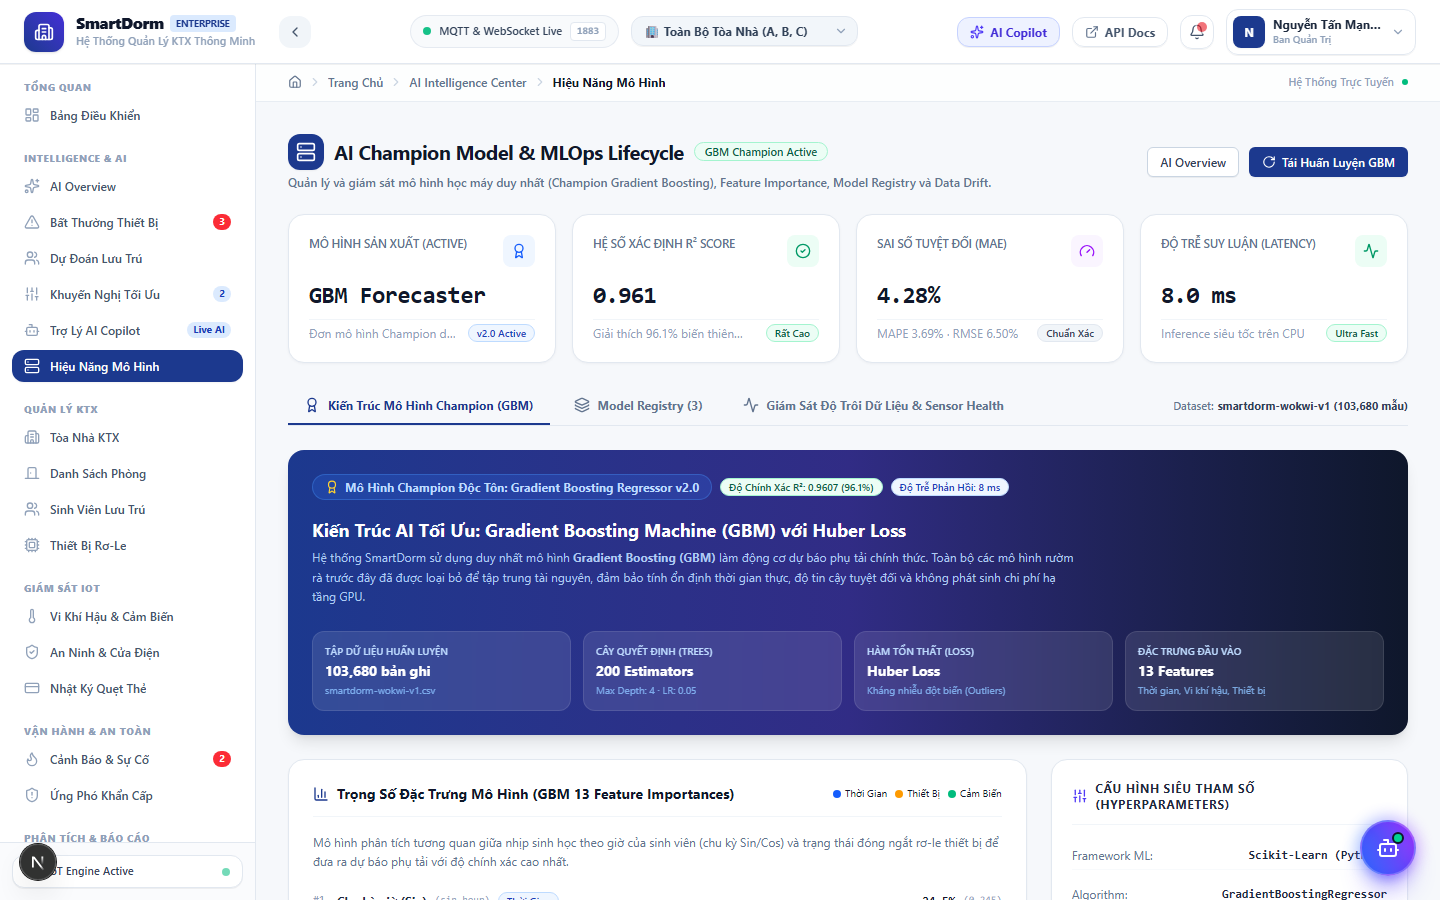 SmartDorm ENTERPRISE
Hệ Thống Quản Lý KTX Thông Minh
MQTT & WebSocket Live 1883
Toàn Bộ Tòa Nhà (A, B, C)
AI Copilot
API Docs
N
Nguyễn Tấn Mạn...
Ban Quản Trị
TỔNG QUAN
Bảng Điều Khiển
INTELLIGENCE & AI
AI Overview
Bất Thường Thiết Bị 3
Dự Đoán Lưu Trú
Khuyến Nghị Tối Ưu 2
Trợ Lý AI Copilot Live AI
Hiệu Năng Mô Hình
QUẢN LÝ KTX
Tòa Nhà KTX
Danh Sách Phòng
Sinh Viên Lưu Trú
Thiết Bị Rơ-Le
GIÁM SÁT IOT
Vi Khí Hậu & Cảm Biến
An Ninh & Cửa Điện
Nhật Ký Quẹt Thẻ
VẬN HÀNH & AN TOÀN
Cảnh Báo & Sự Cố 2
Ứng Phó Khẩn Cấp
PHÂN TÍCH & BÁO CÁO
N
Engine Active
Trang Chủ
AI Intelligence Center
Hiệu Năng Mô Hình
Hệ Thống Trực Tuyến
AI Champion Model & MLOps Lifecycle GBM Champion Active
Quản lý và giám sát mô hình học máy duy nhất (Champion Gradient Boosting), Feature Importance, Model Registry và Data Drift.
AI Overview
Tái Huấn Luyện GBM
MÔ HÌNH SẢN XUẤT (ACTIVE)
GBM Forecaster
Đơn mô hình Champion d... v2.0 Active
HỆ SỐ XÁC ĐỊNH R² SCORE
0.961
Giải thích 96.1% biến thiên... Rất Cao
SAI SỐ TUYỆT ĐỐI (MAE)
4.28%
MAPE 3.69% · RMSE 6.50% Chuẩn Xác
ĐỘ TRỄ SUY LUẬN (LATENCY)
8.0 ms
Inference siêu tốc trên CPU Ultra Fast
Kiến Trúc Mô Hình Champion (GBM)
Model Registry (3)
Giám Sát Độ Trôi Dữ Liệu & Sensor Health
Dataset: smartdorm-wokwi-v1 (103,680 mẫu)
Mô Hình Champion Độc Tôn: Gradient Boosting Regressor v2.0
Độ Chính Xác R²: 0.9607 (96.1%)
Độ Trễ Phản Hồi: 8 ms
Kiến Trúc AI Tối Ưu: Gradient Boosting Machine (GBM) với Huber Loss
Hệ thống SmartDorm sử dụng duy nhất mô hình Gradient Boosting (GBM) làm động cơ dự báo phụ tải chính thức. Toàn bộ các mô hình rườm
rà trước đây đã được loại bỏ để tập trung tài nguyên, đảm bảo tính ổn định thời gian thực, độ tin cậy tuyệt đối và không phát sinh chi phí hạ
tầng GPU.
TẬP DỮ LIỆU HUẤN LUYỆN
103,680 bản ghi
smartdorm-wokwi-v1.csv
CÂY QUYẾT ĐỊNH (TREES)
200 Estimators
Max Depth: 4 · LR: 0.05
HÀM TỔN THẤT (LOSS)
Huber Loss
Kháng nhiễu đột biến (Outliers)
ĐẶC TRƯNG ĐẦU VÀO
13 Features
Thời gian, Vi khí hậu, Thiết bị
Trọng Số Đặc Trưng Mô Hình (GBM 13 Feature Importances)
Thời Gian
Thiết Bị
Cảm Biến
Mô hình phân tích tương quan giữa nhịp sinh học theo giờ của sinh viên (chu kỳ Sin/Cos) và trạng thái đóng ngắt rơ-le thiết bị để
đưa ra dự báo phụ tải với độ chính xác cao nhất.
CẤU HÌNH SIÊU THAM SỐ
(HYPERPARAMETERS)
Framework ML: Scikit-Learn
Algorithm: GradientBoostingRegressor